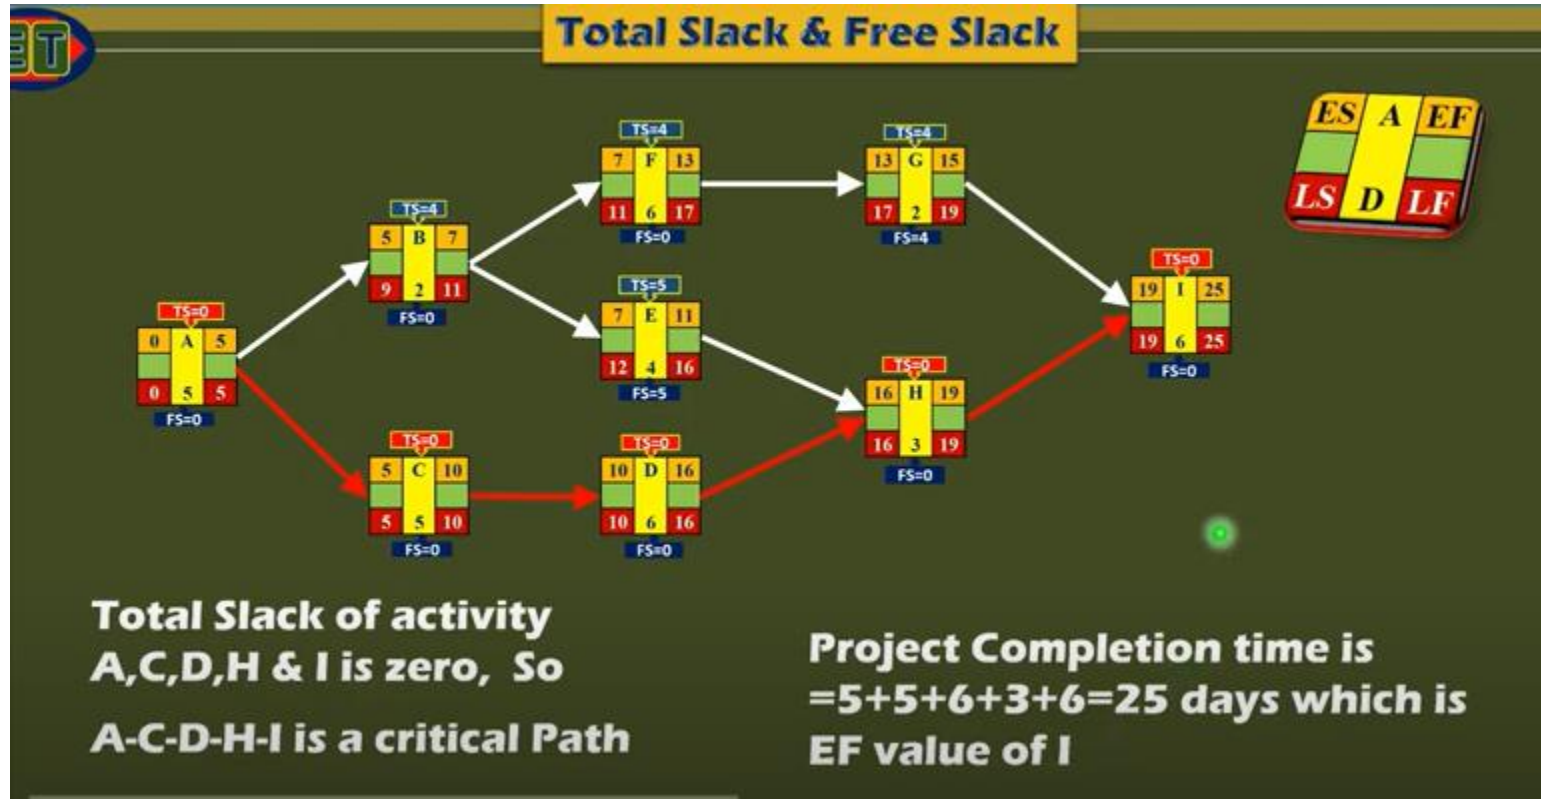 ET
Total Slack & Free Slack
ES A EF
LS D LF
TS=4
7 F 13
11 6 17
FS=0
TS=4
13 G 15
17 2 19
FS=4
TS=4
5 B 7
9 2 11
FS=0
TS=0
19 I 25
19 6 25
FS=0
TS=5
7 E 11
12 4 16
FS=5
TS=0
0 A 5
0 5 5
FS=0
TS=0
16 H 19
16 3 19
FS=0
TS=0
5 C 10
5 5 10
FS=0
TS=0
10 D 16
10 6 16
FS=0
Total Slack of activity
A,C,D,H & I is zero, So
A-C-D-H-I is a critical Path
Project Completion time is
=5+5+6+3+6=25 days which is
EF value of I